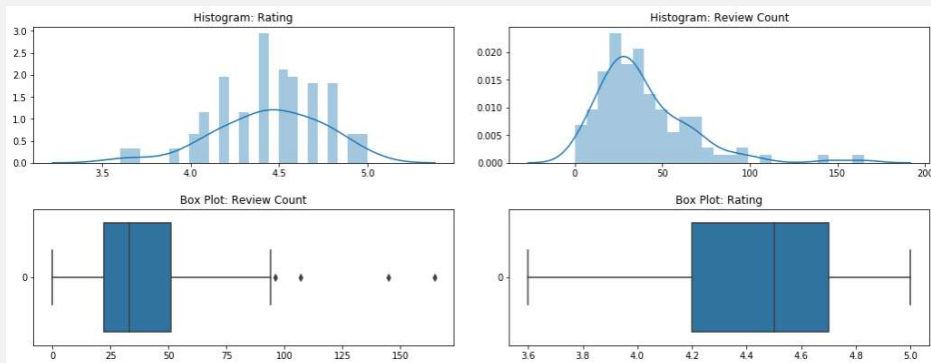 Histogram: Rating
3.0
2.5
2.0
1.5
1.0
0.5
0.0
3.5 4.0 4.5 5.0
Histogram: Review Count
0.020
0.015
0.010
0.005
0.000
0 50 100 150 200
Box Plot: Review Count
0
0 25 50 75 100 125 150
Box Plot: Rating
0
3.6 3.8 4.0 4.2 4.4 4.6 4.8 5.0